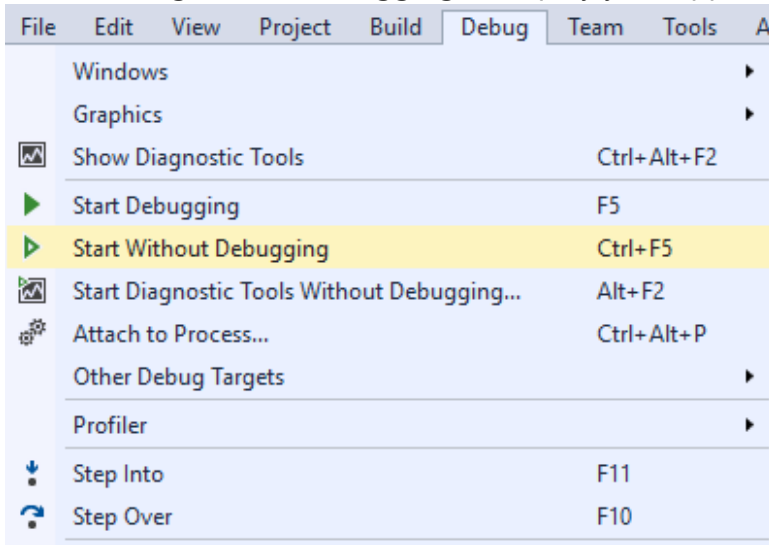 File Edit View Project Build Debug Team Tools A
Windows
Graphics
Show Diagnostic Tools Ctrl+Alt+F2
Start Debugging F5
Start Without Debugging Ctrl+F5
Start Diagnostic Tools Without Debugging... Alt+F2
Attach to Process... Ctrl+Alt+P
Other Debug Targets
Profiler
Step Into F11
Step Over F10